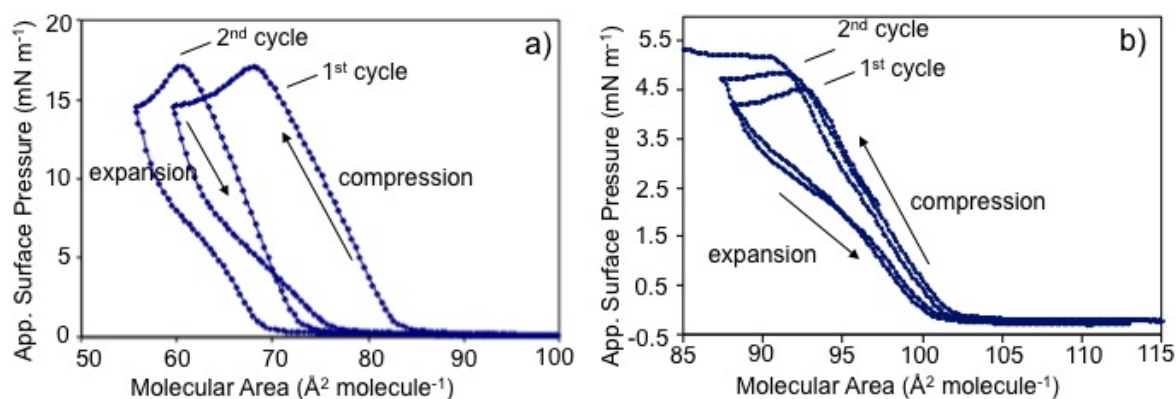 a)
App. Surface Pressure (mN m⁻¹)
20
15
10
5
0
2ⁿᵈ cycle
1ˢᵗ cycle
expansion
compression
50 60 70 80 90 100
Molecular Area (Å² molecule⁻¹)
b)
App. Surface Pressure (mN m⁻¹)
5.5
4.5
3.5
2.5
1.5
0.5
-0.5
2ⁿᵈ cycle
1ˢᵗ cycle
compression
expansion
85 90 95 100 105 110 115
Molecular Area (Å² molecule⁻¹)